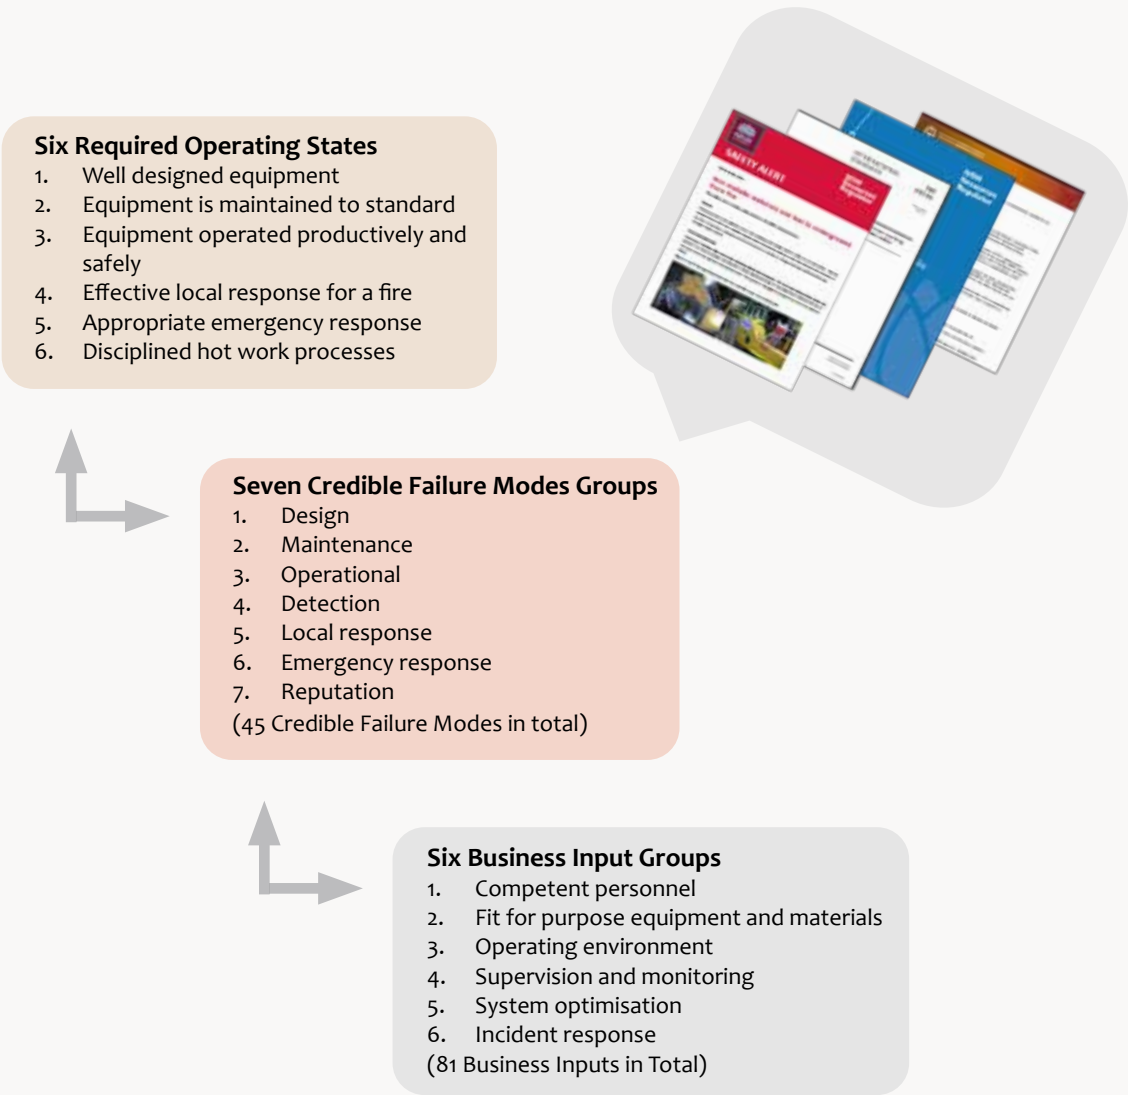 Six Required Operating States
1. Well designed equipment
2. Equipment is maintained to standard
3. Equipment operated productively and
safely
4. Effective local response for a fire
5. Appropriate emergency response
6. Disciplined hot work processes
SAFETY ALERT
Seven Credible Failure Modes Groups
1. Design
2. Maintenance
3. Operational
4. Detection
5. Local response
6. Emergency response
7. Reputation
(45 Credible Failure Modes in total)
Six Business Input Groups
1. Competent personnel
2. Fit for purpose equipment and materials
3. Operating environment
4. Supervision and monitoring
5. System optimisation
6. Incident response
(81 Business Inputs in Total)